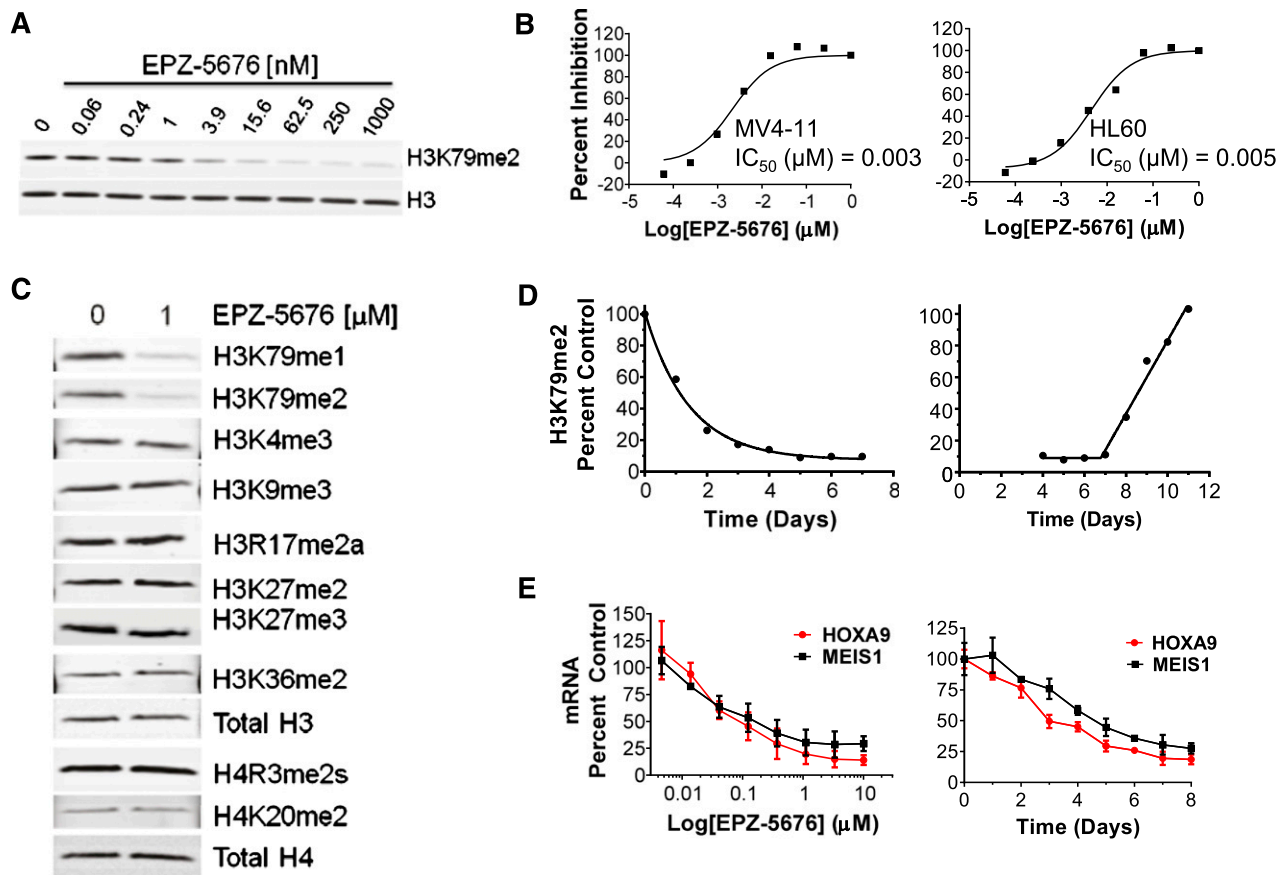 A
EPZ-5676 [nM]
0 0.06 0.24 1 3.9 15.6 62.5 250 1000
H3K79me2
H3
B
Percent Inhibition
120
100
80
60
40
20
0
-20
-5 -4 -3 -2 -1 0
MV4-11
IC50 (μM) = 0.003
Log[EPZ-5676] (μM)
120
100
80
60
40
20
0
-20
-5 -4 -3 -2 -1 0
HL60
IC50 (μM) = 0.005
Log[EPZ-5676] (μM)
C
0 1 EPZ-5676 [μM]
H3K79me1
H3K79me2
H3K4me3
H3K9me3
H3R17me2a
H3K27me2
H3K27me3
H3K36me2
Total H3
H4R3me2s
H4K20me2
Total H4
D
H3K79me2
Percent Control
100
80
60
40
20
0
0 2 4 6 8
Time (Days)
100
80
60
40
20
0
0 2 4 6 8 10 12
Time (Days)
E
mRNA
Percent Control
150
125
100
75
50
25
0
0.01 0.1 1 10
HOXA9
MEIS1
Log[EPZ-5676] (μM)
125
100
75
50
25
0
0 2 4 6 8
HOXA9
MEIS1
Time (Days)